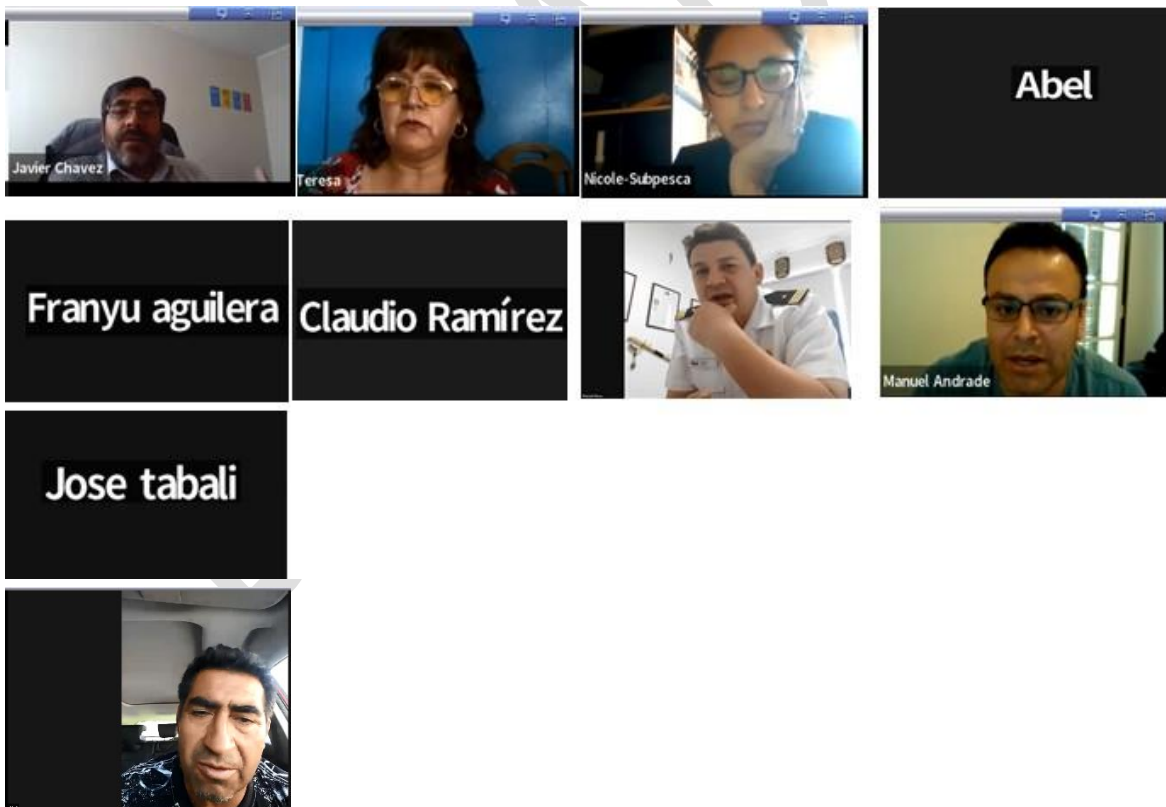 Javier Chavez
Teresa
Nicole-Subpesca
Abel
Franyu aguilera
Claudio Ramírez
Manuel Andrade
Jose tabali